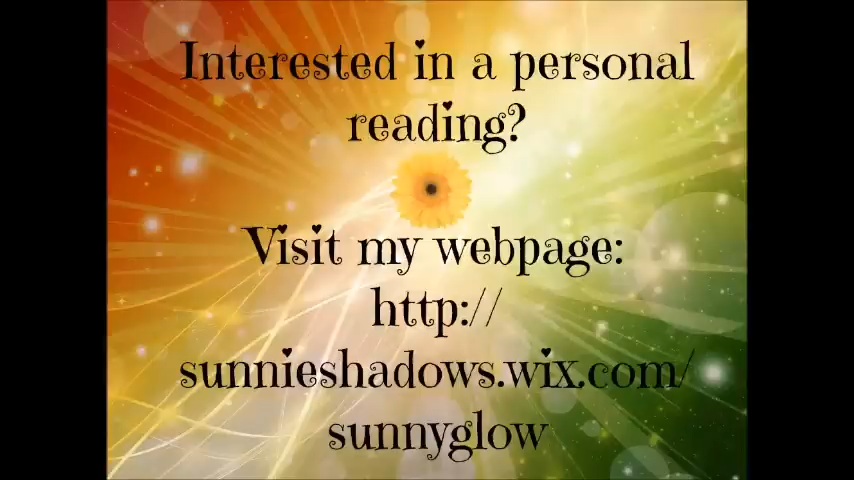 Interested in a personal
reading?
Visit my webpage:
http://
sunnieshadows.wix.com/
sunnyglow